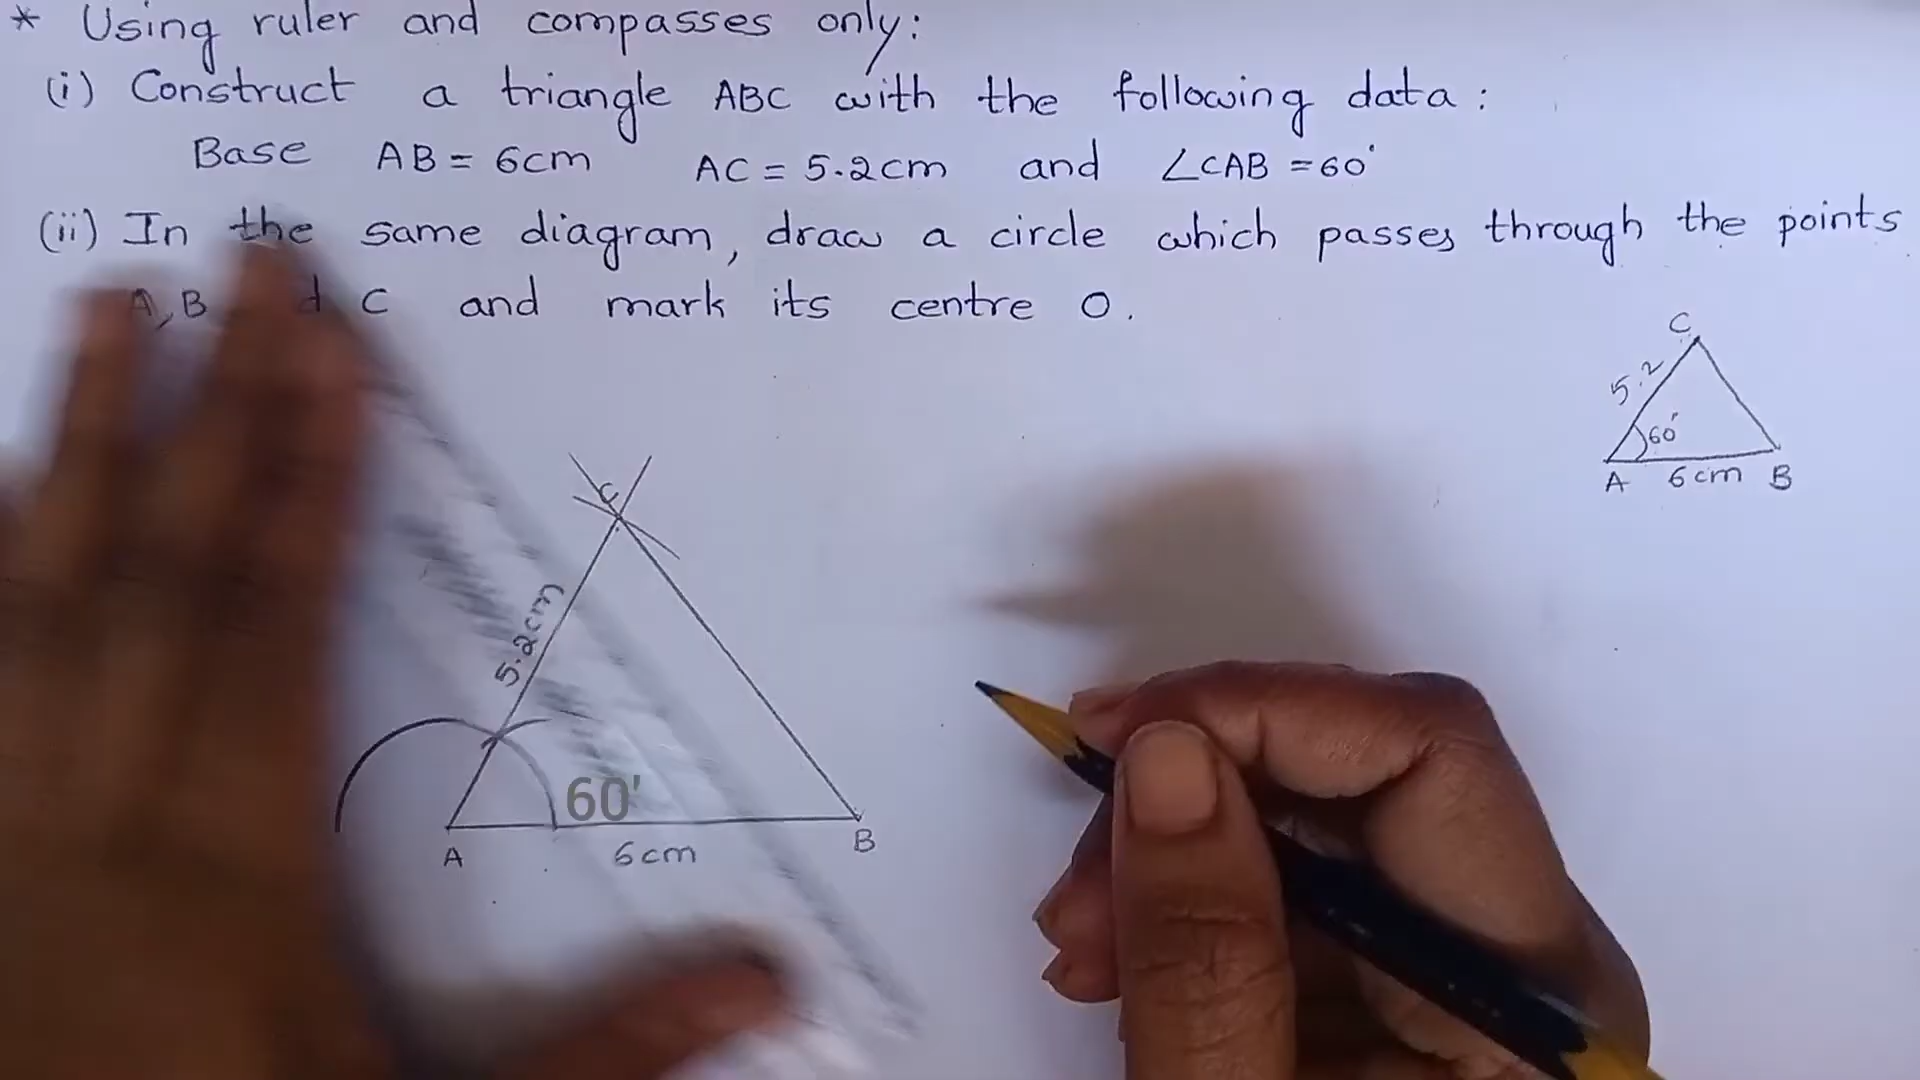 * Using ruler and compasses only:
(i) Construct a triangle ABC with the following data:
Base AB = 6cm AC = 5.2cm and ∠CAB = 60°
(ii) In the same diagram, draw a circle which passes through the points
A, B C and mark its centre O.
C
5.2
60°
A 6cm B
C
5.2cm
60'
A 6cm B